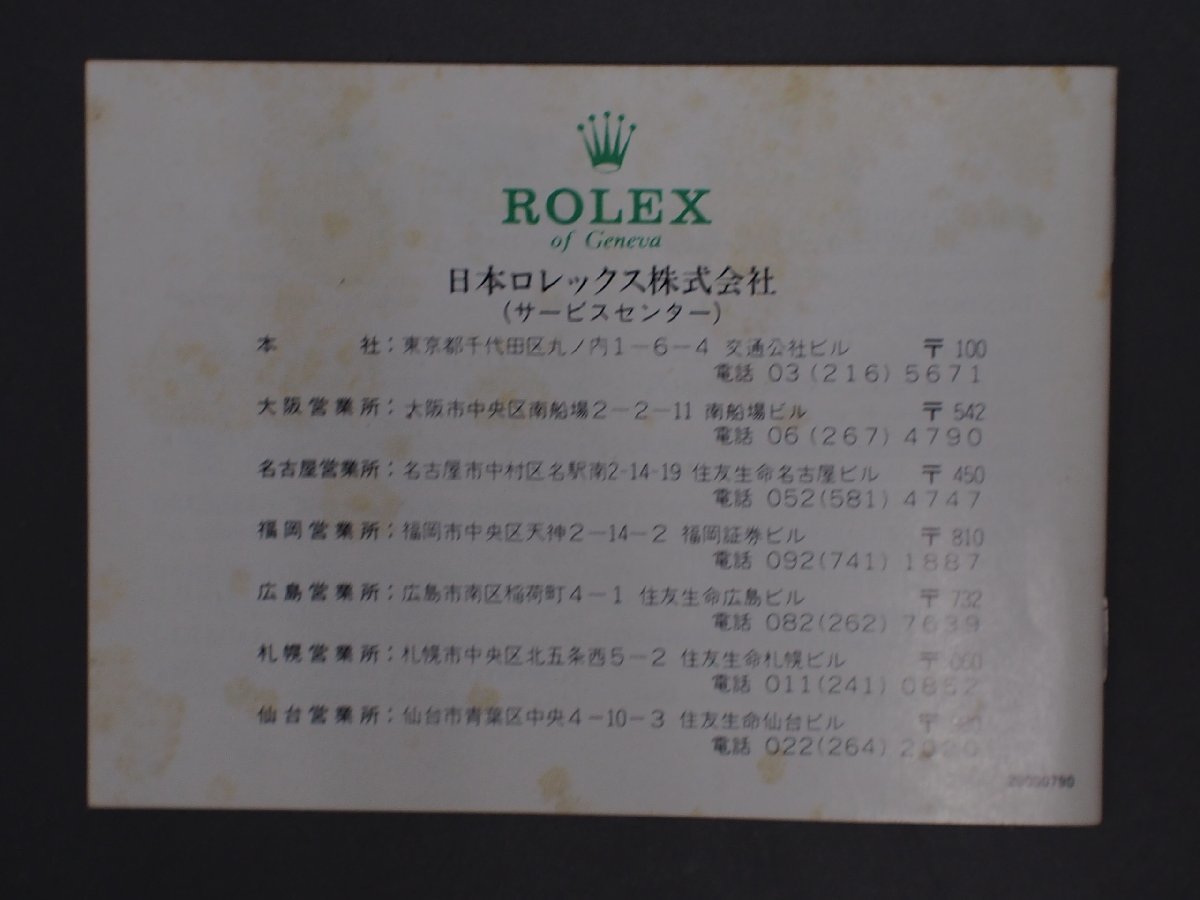 ROLEX
of Geneva
日本ロレックス株式会社
(サービスセンター)
本 社: 東京都千代田区丸ノ内1-6-4 交通公社ビル 〒100
電話 03(216)5671
大阪営業所: 大阪市中央区南船場2-2-11 南船場ビル 〒542
電話 06(267)4790
名古屋営業所: 名古屋市中村区名駅南2-14-19 住友生命名古屋ビル 〒450
電話 052(581)4747
福岡営業所: 福岡市中央区天神2-14-2 福岡証券ビル 〒810
電話 092(741)1887
広島営業所: 広島市南区稲荷町4-1 住友生命広島ビル 〒732
電話 082(262)7639
札幌営業所: 札幌市中央区北五条西5-2 住友生命札幌ビル 〒060
電話 011(241)0862
仙台営業所: 仙台市青葉区中央4-10-3 住友生命仙台ビル 〒
電話 022(264)